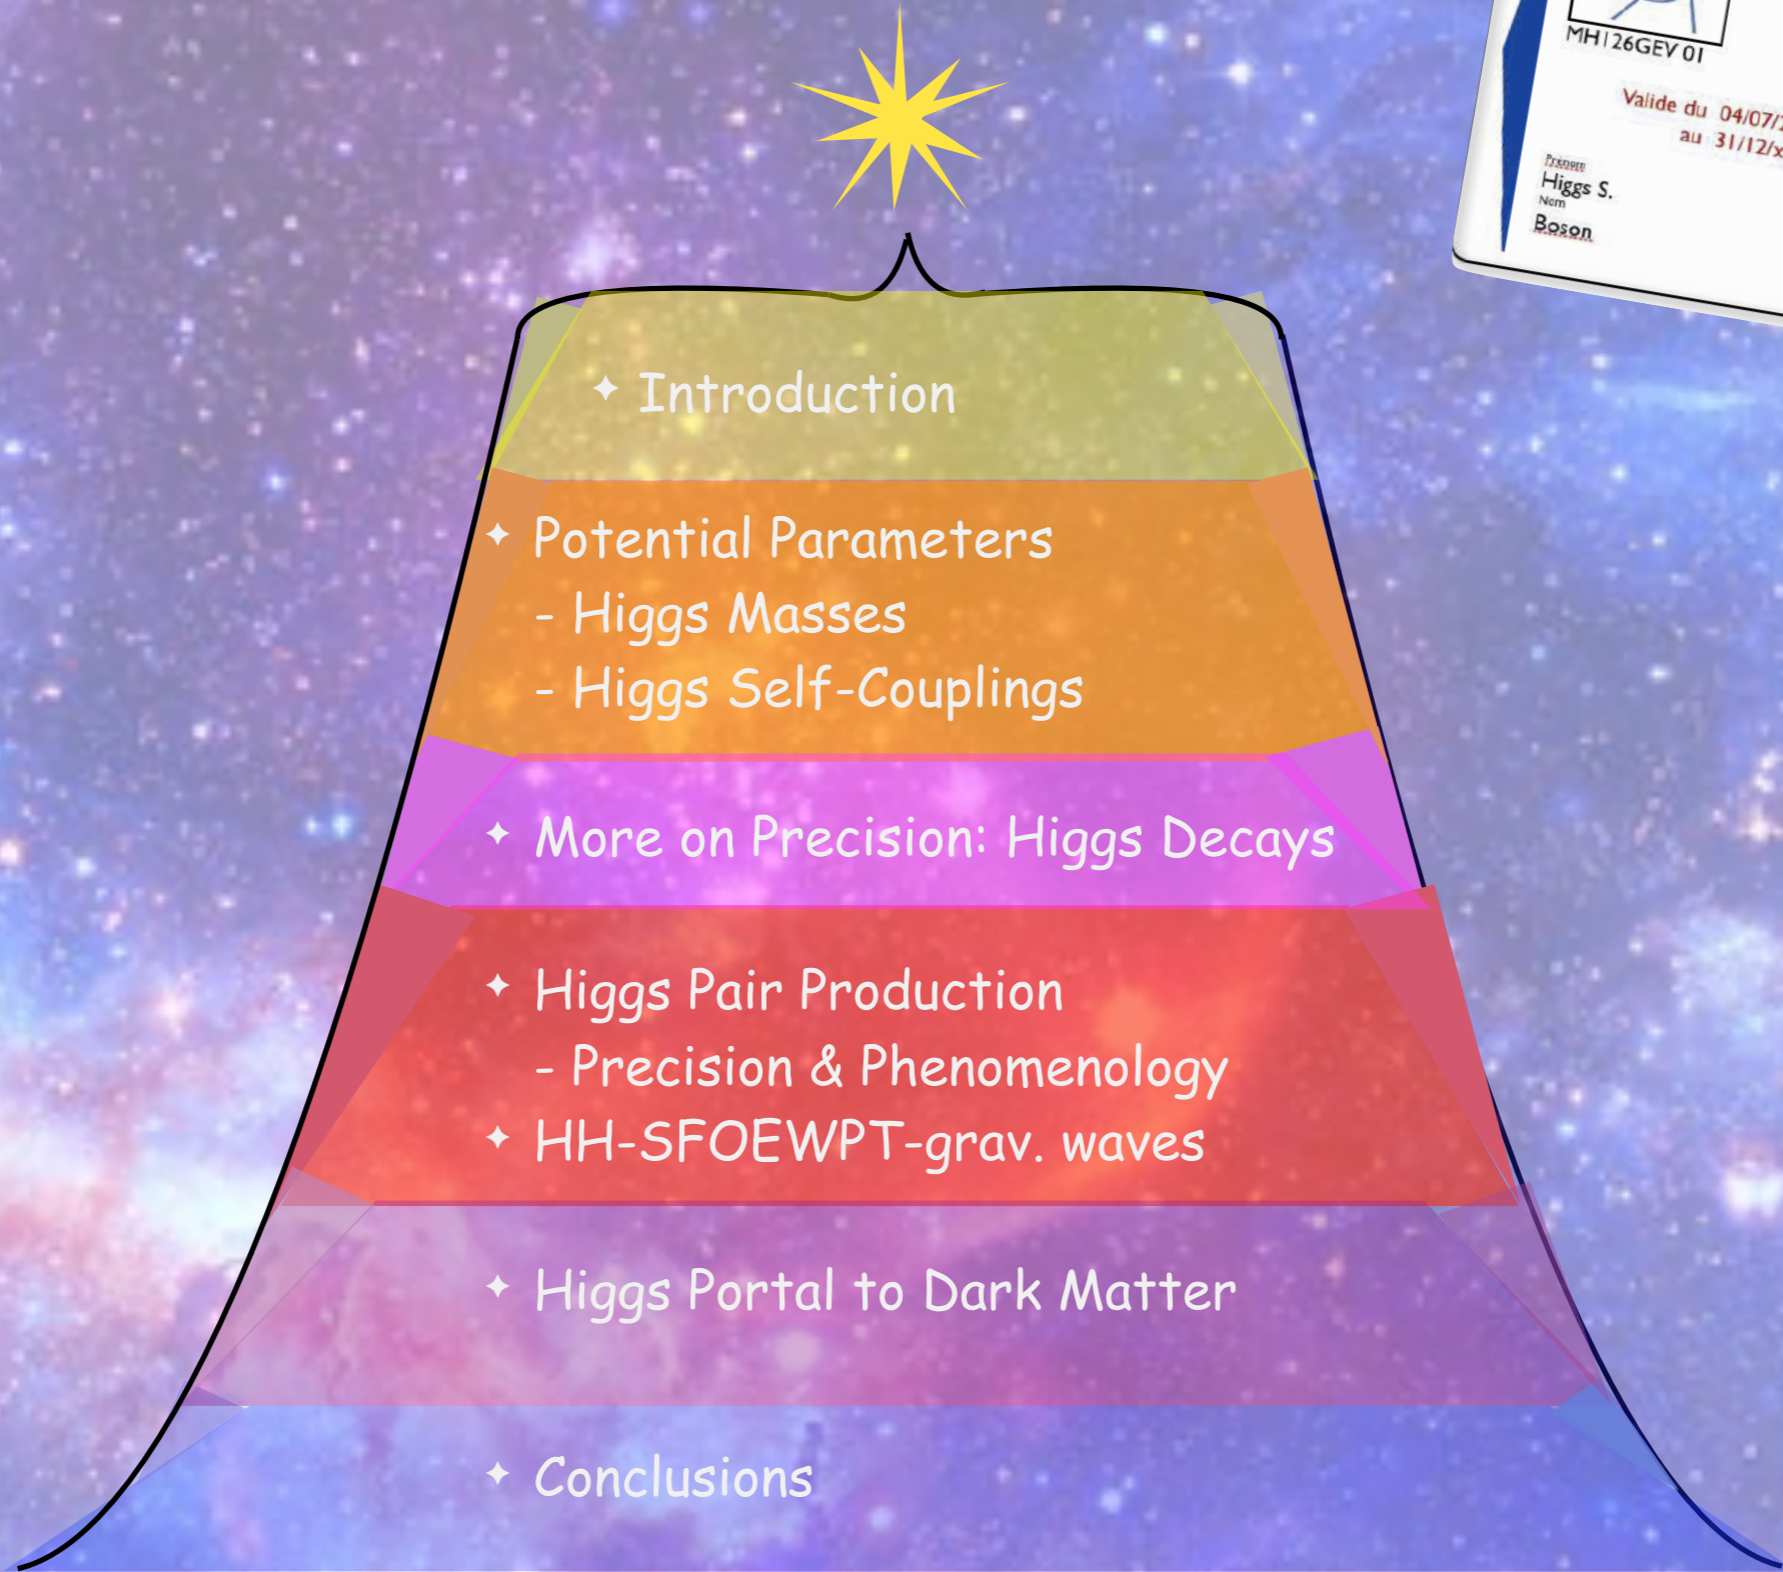 MH126GEV 01
Valide du 04/07/
au 31/12/x
Prénom
Higgs S.
Nom
Boson
✦ Introduction
✦ Potential Parameters
- Higgs Masses
- Higgs Self-Couplings
✦ More on Precision: Higgs Decays
✦ Higgs Pair Production
- Precision & Phenomenology
✦ HH-SFOEWPT-grav. waves
✦ Higgs Portal to Dark Matter
✦ Conclusions